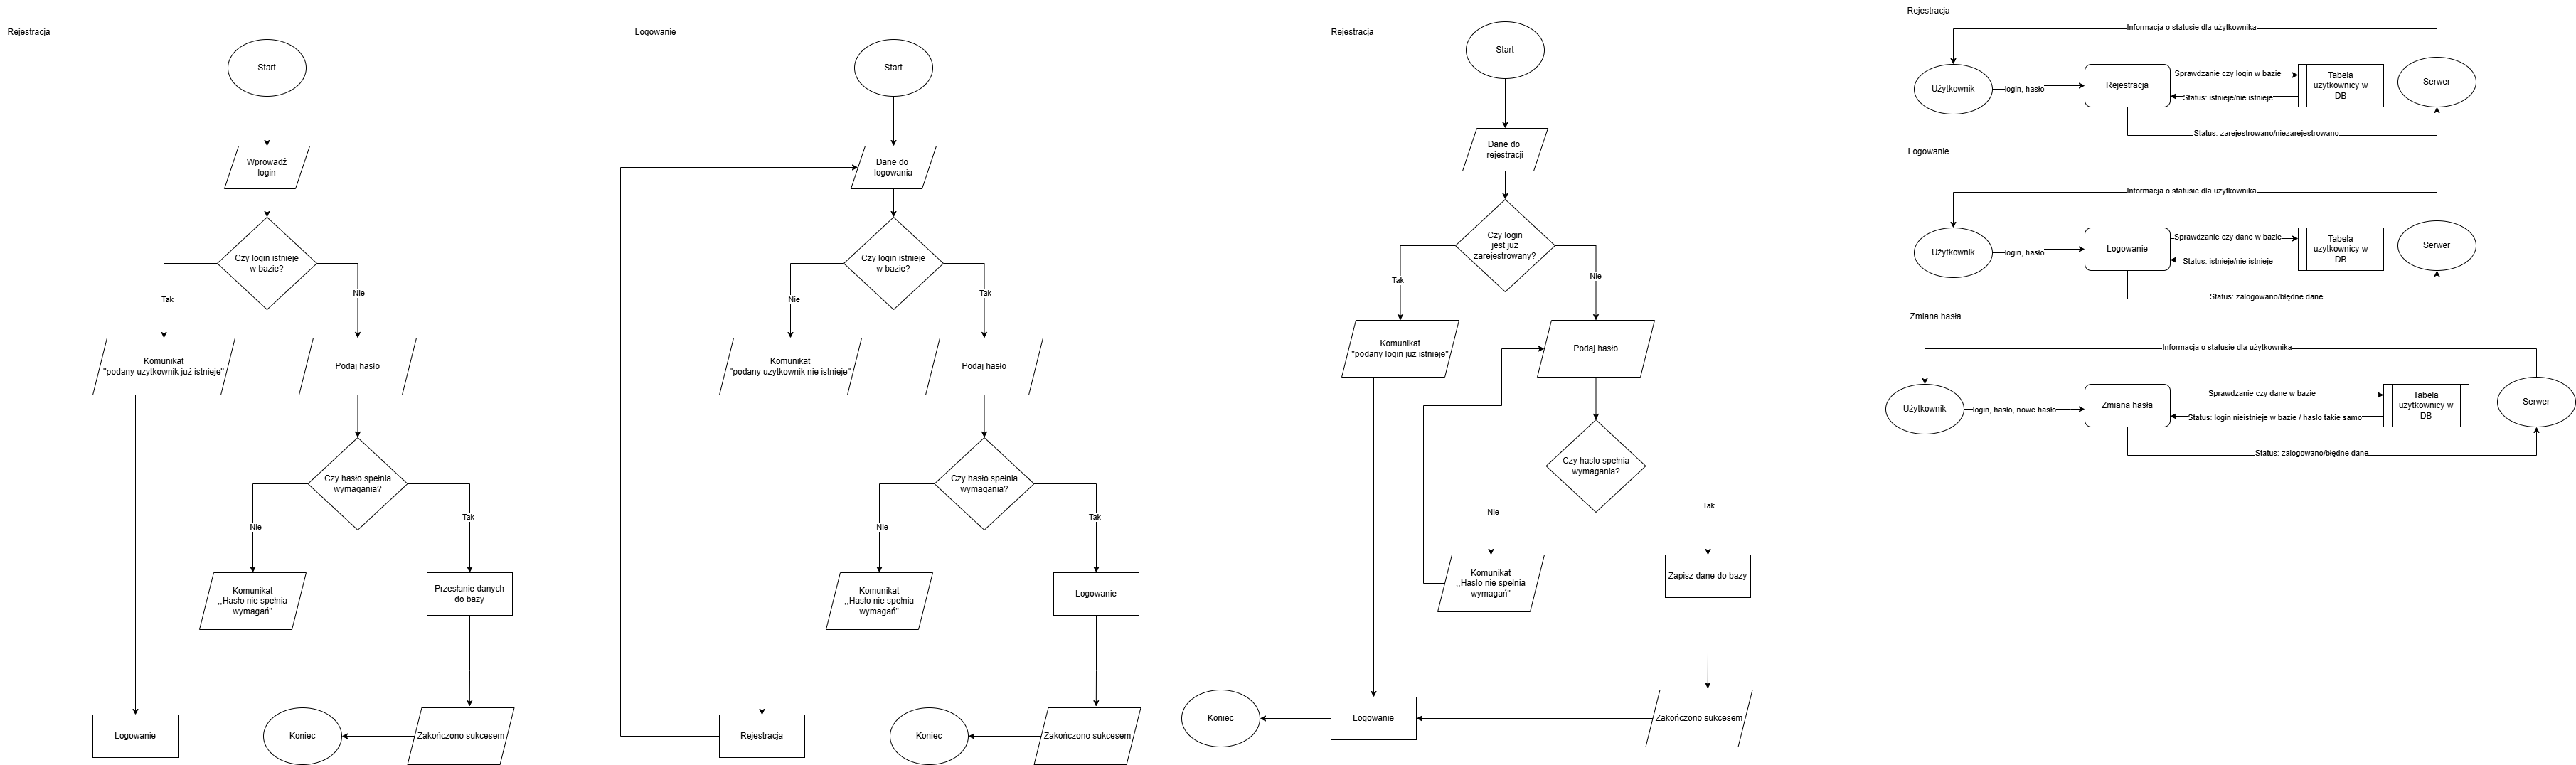 Rejestracja
Start
Wprowadź
login
Czy login istnieje
w bazie?
Tak
Nie
Komunikat
"podany uzytkownik już istnieje"
Podaj hasło
Czy hasło spełnia
wymagania?
Nie
Tak
Komunikat
,,Hasło nie spełnia
wymagań"
Przesłanie danych
do bazy
Logowanie
Koniec
Zakończono sukcesem
Logowanie
Start
Dane do
logowania
Czy login istnieje
w bazie?
Nie
Tak
Komunikat
"podany uzytkownik nie istnieje"
Podaj hasło
Czy hasło spełnia
wymagania?
Nie
Tak
Komunikat
,,Hasło nie spełnia
wymagań"
Logowanie
Rejestracja
Koniec
Zakończono sukcesem
Rejestracja
Start
Dane do
rejestracji
Czy login
jest już
zarejestrowany?
Tak
Nie
Komunikat
"podany login juz istnieje"
Podaj hasło
Czy hasło spełnia
wymagania?
Nie
Tak
Komunikat
,,Hasło nie spełnia
wymagań"
Zapisz dane do bazy
Koniec
Logowanie
Zakończono sukcesem
Rejestracja
Informacja o statusie dla użytkownika
Użytkownik
login, hasło
Rejestracja
Sprawdzanie czy login w bazie
Status: istnieje/nie istnieje
Tabela
uzytkownicy w
DB
Serwer
Status: zarejestrowano/niezarejestrowano
Logowanie
Informacja o statusie dla użytkownika
Użytkownik
login, hasło
Logowanie
Sprawdzanie czy dane w bazie
Status: istnieje/nie istnieje
Tabela
uzytkownicy w
DB
Serwer
Status: zalogowano/błędne dane
Zmiana hasła
Informacja o statusie dla użytkownika
Użytkownik
login, hasło, nowe hasło
Zmiana hasła
Sprawdzanie czy dane w bazie
Status: login nieistnieje w bazie / haslo takie samo
Tabela
uzytkownicy w
DB
Serwer
Status: zalogowano/błędne dane